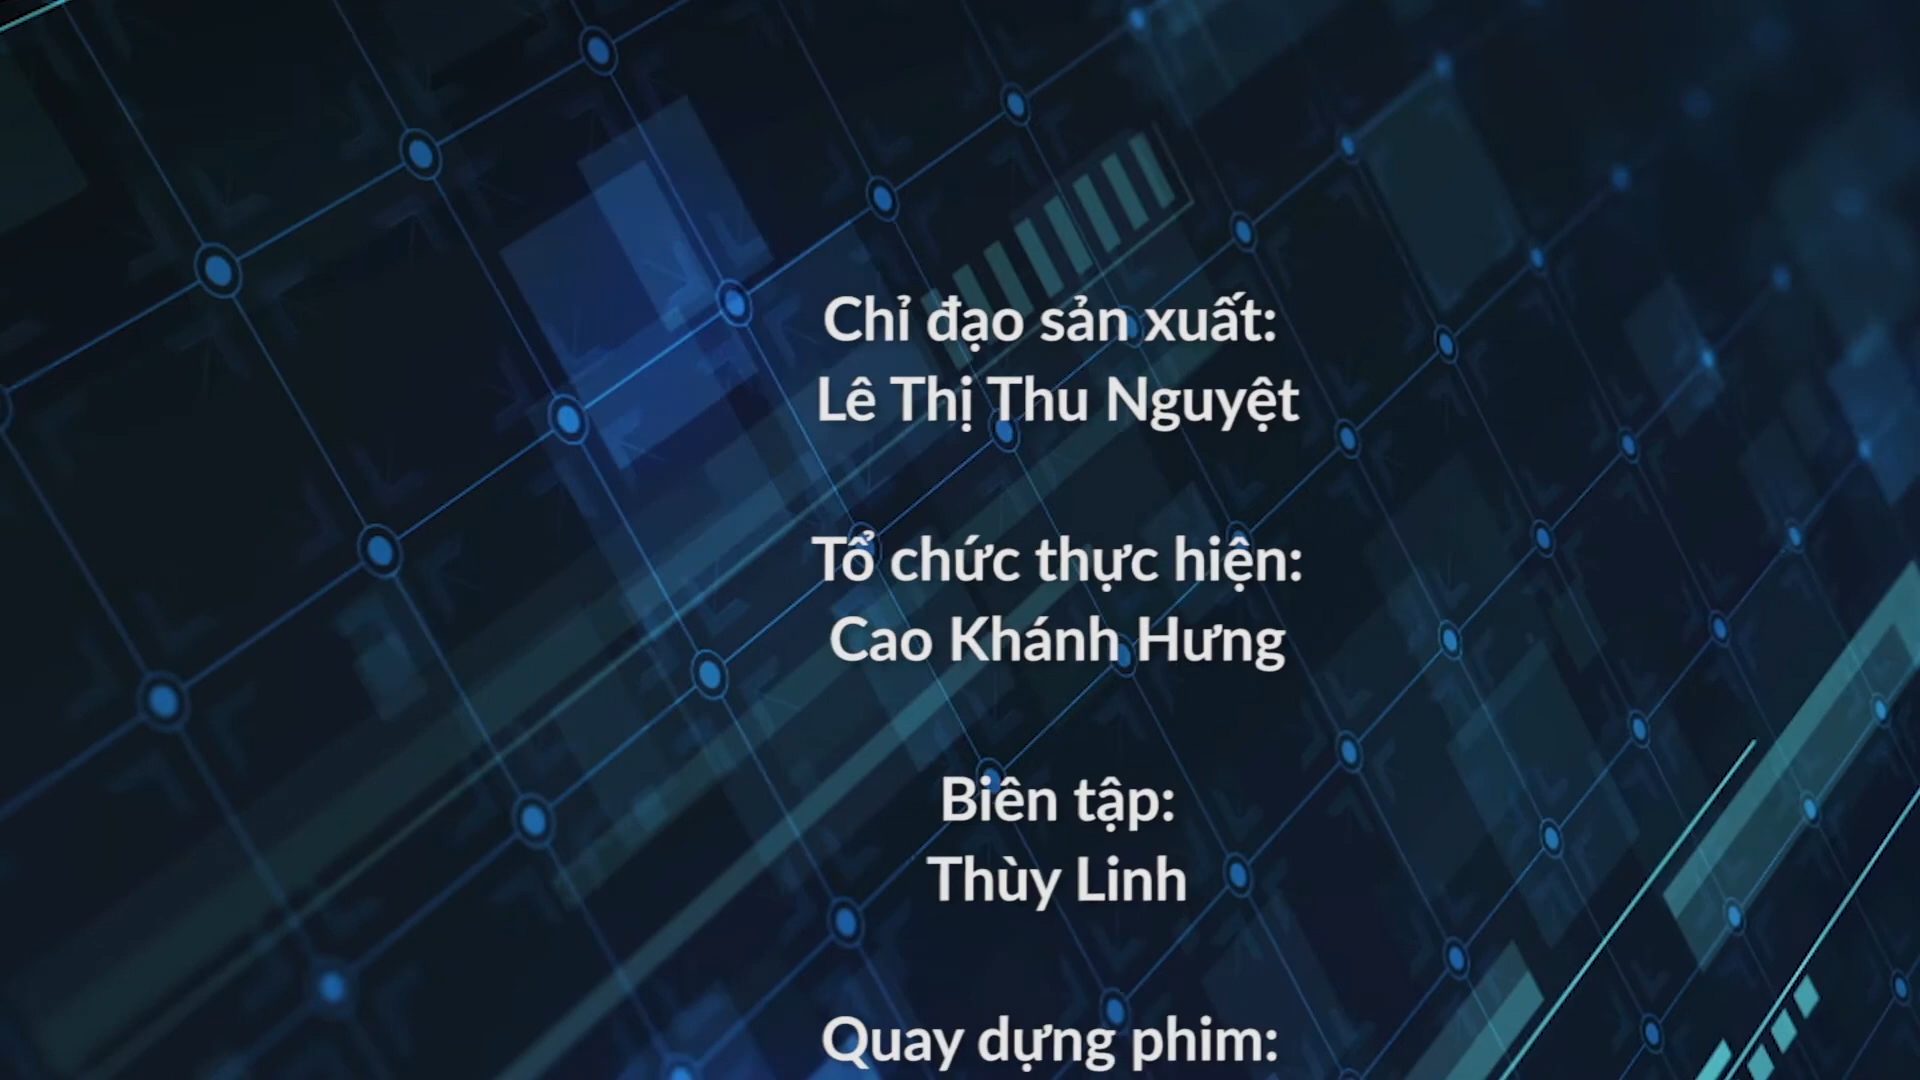 Chỉ đạo sản xuất:
Lê Thị Thu Nguyệt
Tổ chức thực hiện:
Cao Khánh Hưng
Biên tập:
Thùy Linh
Quay dựng phim: